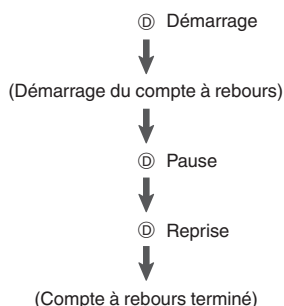 Ⓓ Démarrage
(Démarrage du compte à rebours)
Ⓓ Pause
Ⓓ Reprise
(Compte à rebours terminé)